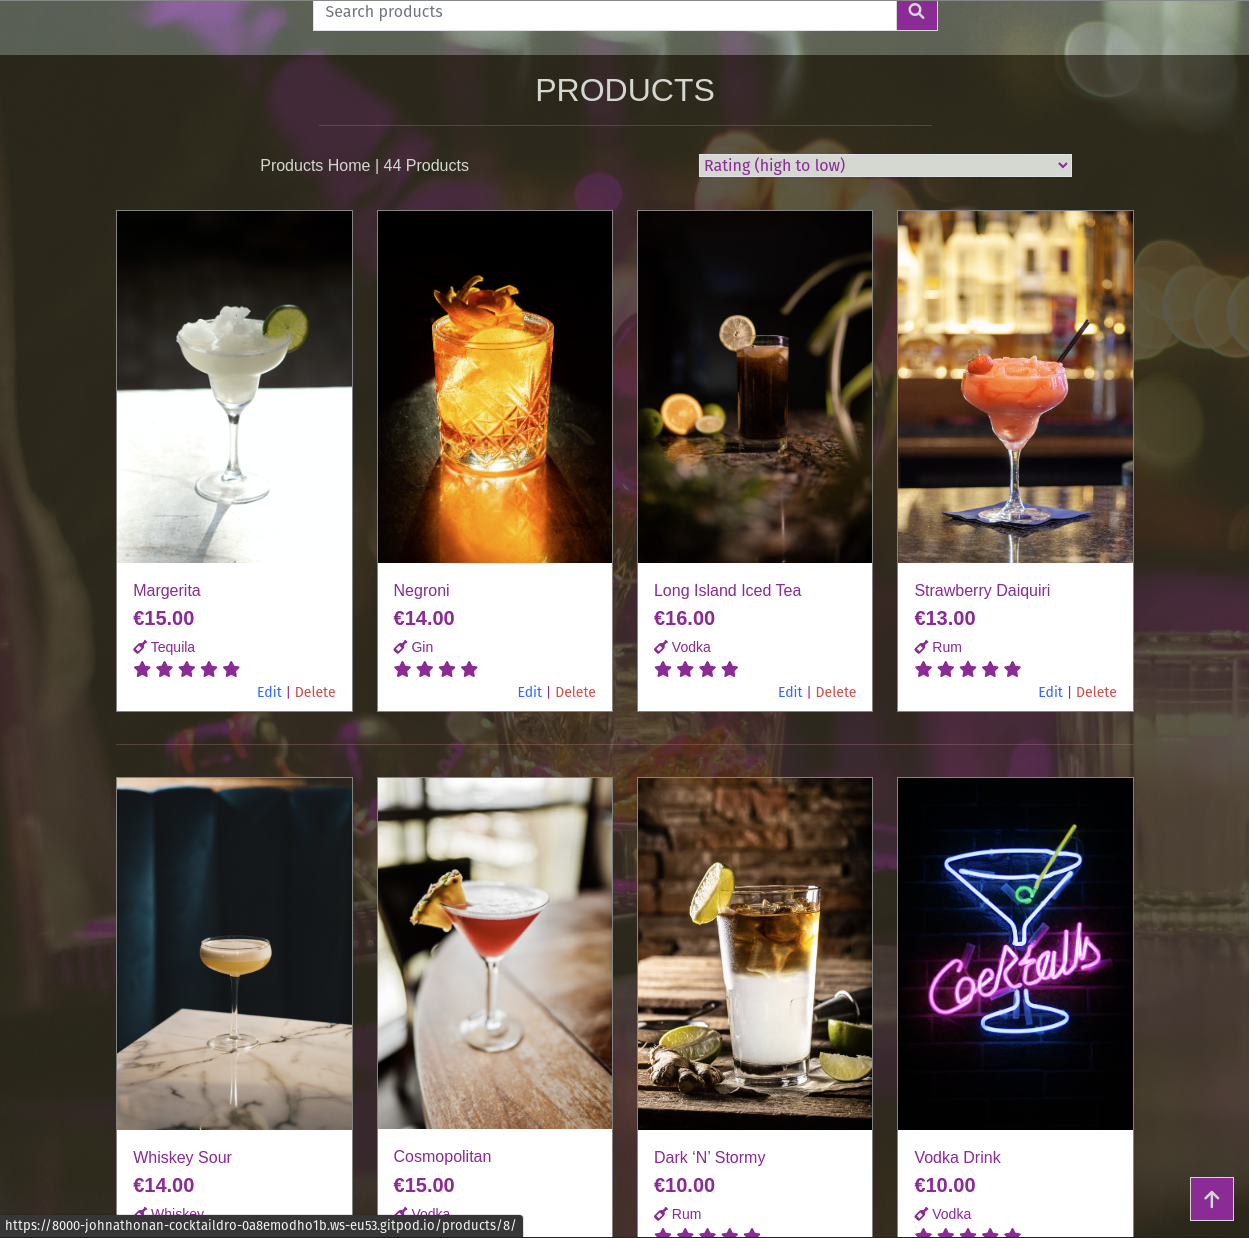 Search products
PRODUCTS
Products Home | 44 Products
Rating (high to low)
Margerita
€15.00
Tequila
Edit | Delete
Negroni
€14.00
Gin
Edit | Delete
Long Island Iced Tea
€16.00
Vodka
Edit | Delete
Strawberry Daiquiri
€13.00
Rum
Edit | Delete
Whiskey Sour
€14.00
Whiskey
Cosmopolitan
€15.00
Vodka
Dark ‘N’ Stormy
€10.00
Rum
Cocktails
Vodka Drink
€10.00
Vodka
https://8000-johnathonan-cocktaildro-0a8emodho1b.ws-eu53.gitpod.io/products/8/